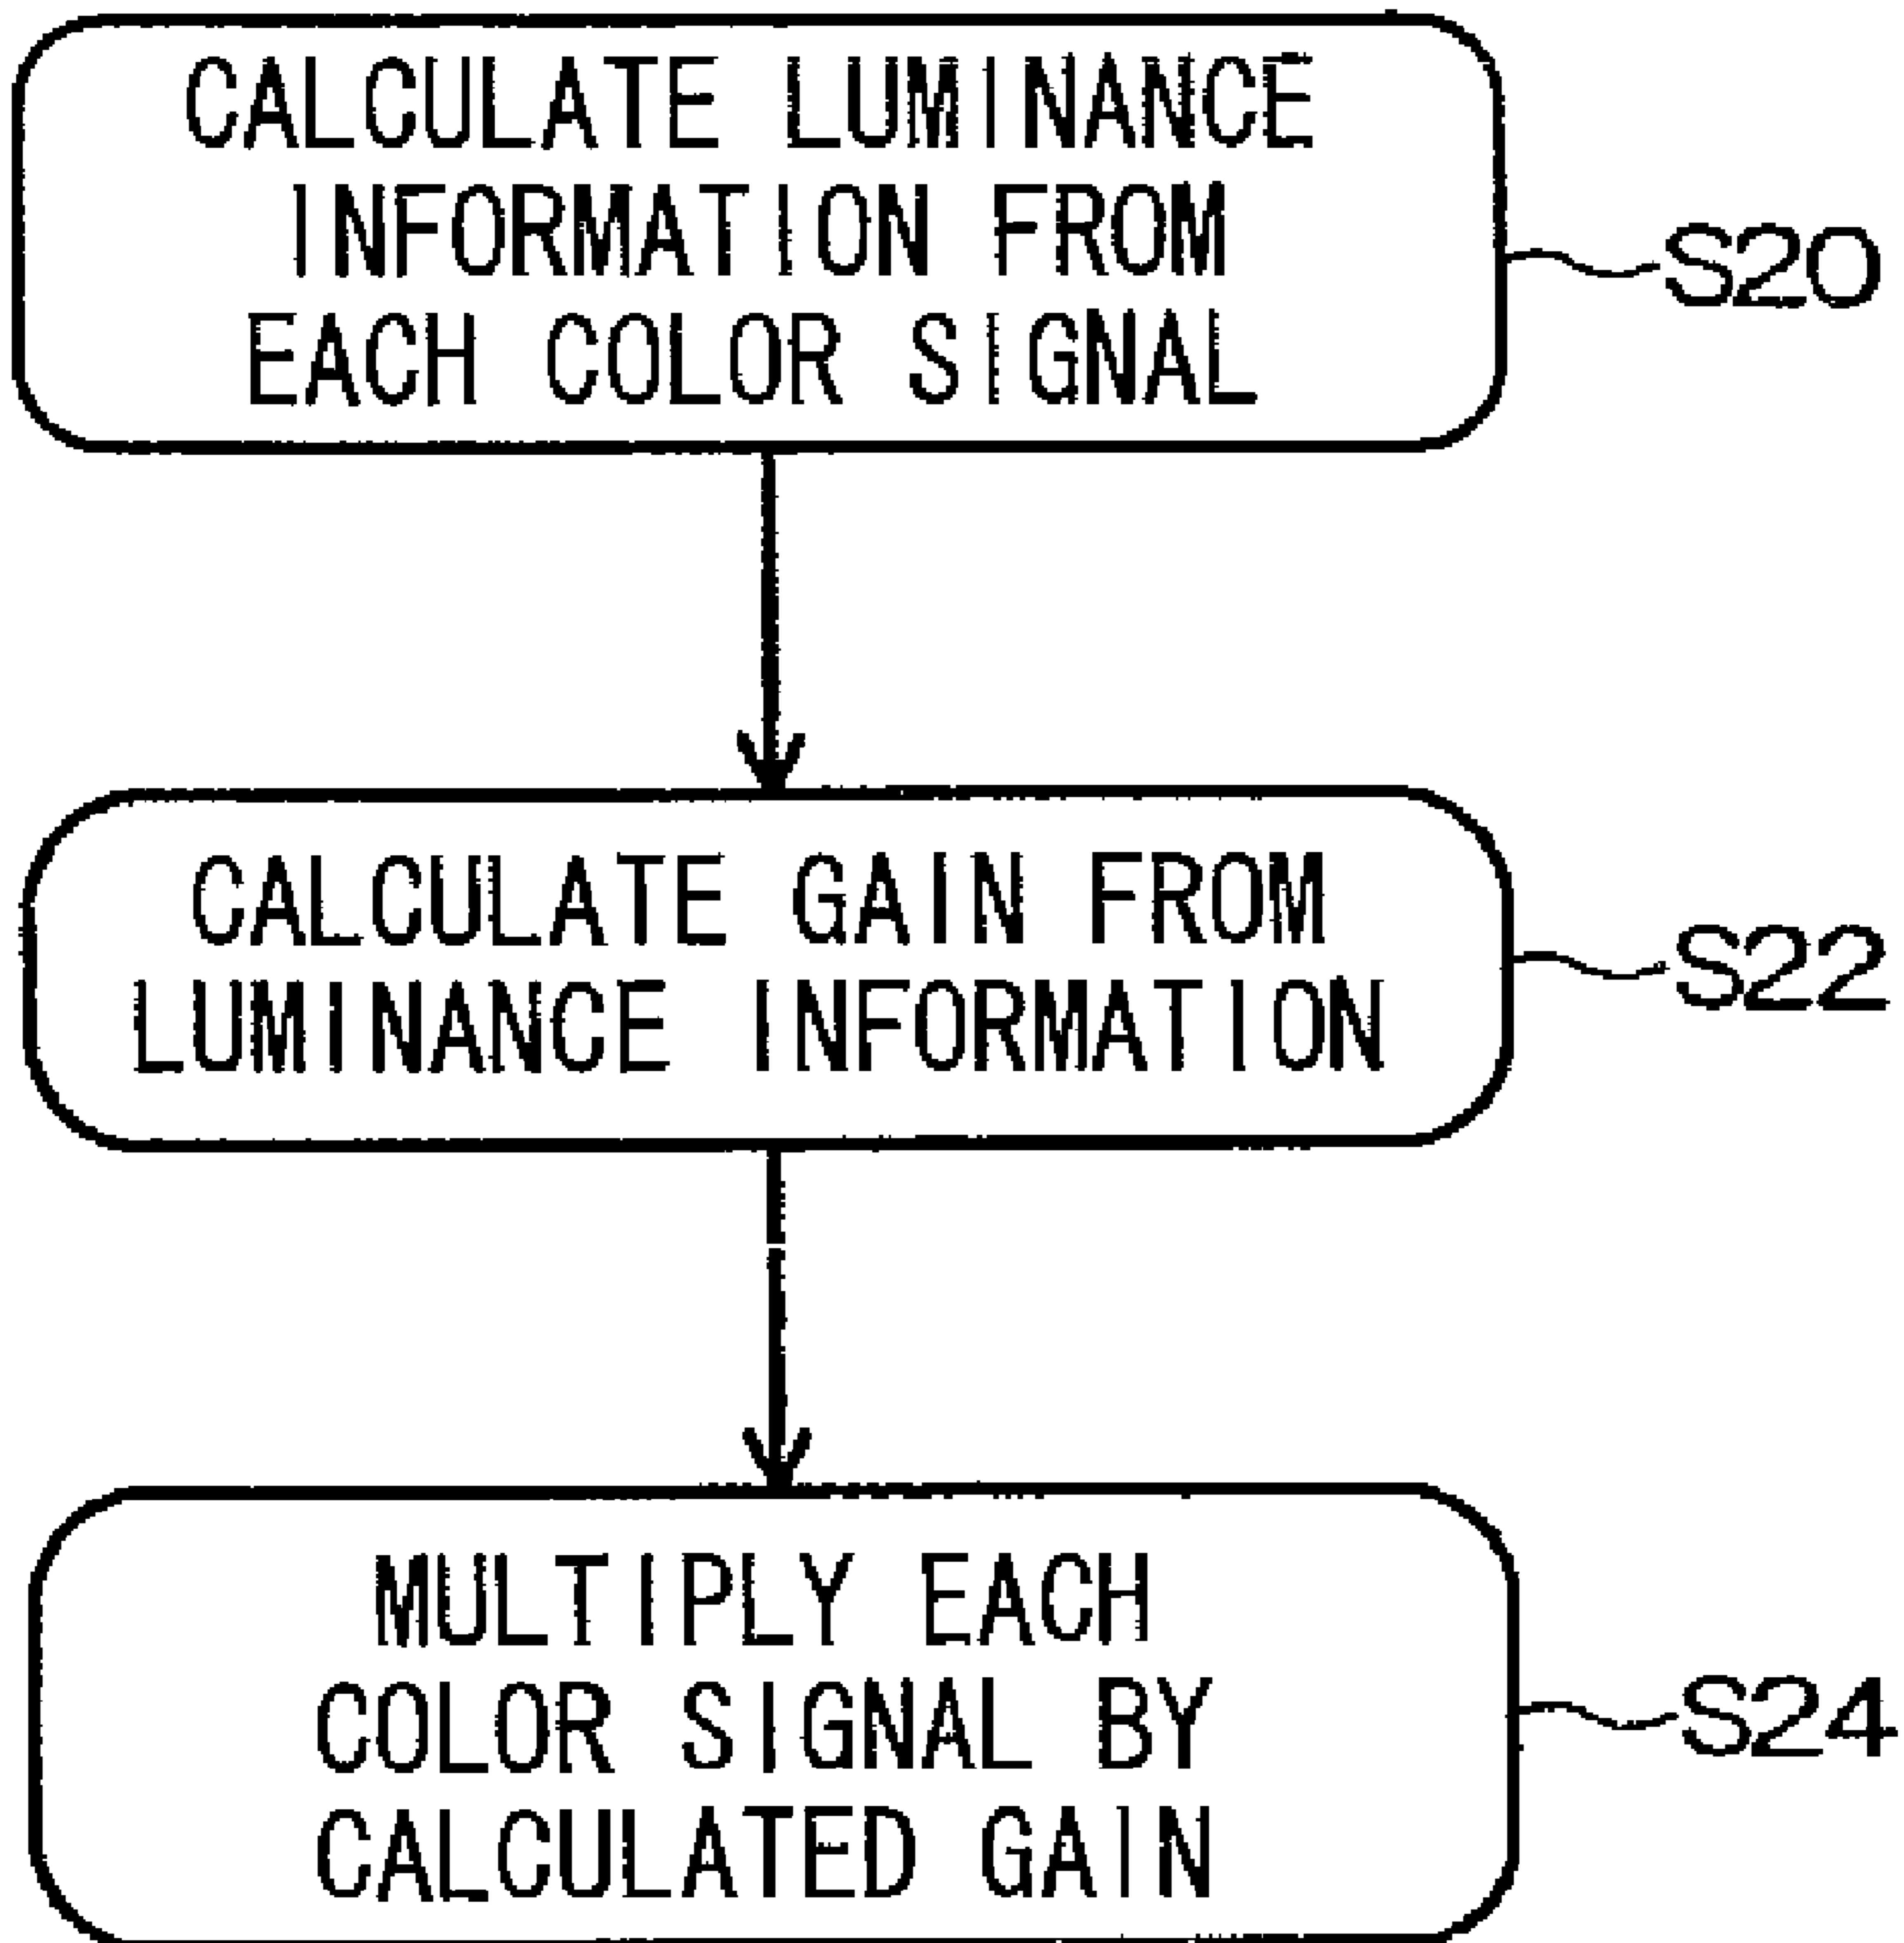 CALCULATE LUMINANCE
INFORMATION FROM
EACH COLOR SIGNAL
S20
CALCULATE GAIN FROM
LUMINANCE INFORMATION
S22
MULTIPLY EACH
COLOR SIGNAL BY
CALCULATED GAIN
S24